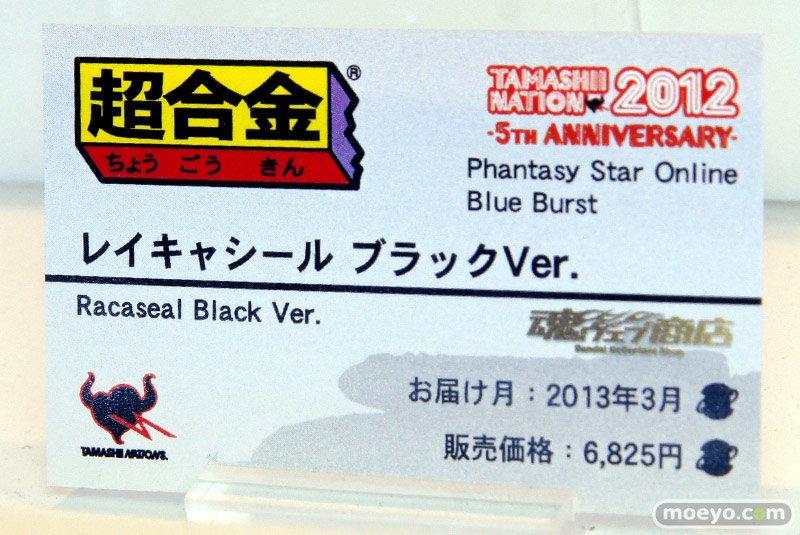 超合金®
ちょう ごう きん
TAMASHII
NATION 2012
-5TH ANNIVERSARY-
Phantasy Star Online
Blue Burst
レイキャシール ブラックVer.
Racaseal Black Ver.
魂ウェブ商店
お届け月：2013年3月
販売価格：6,825円
TAMASHII NATIONS.
moeyo.com